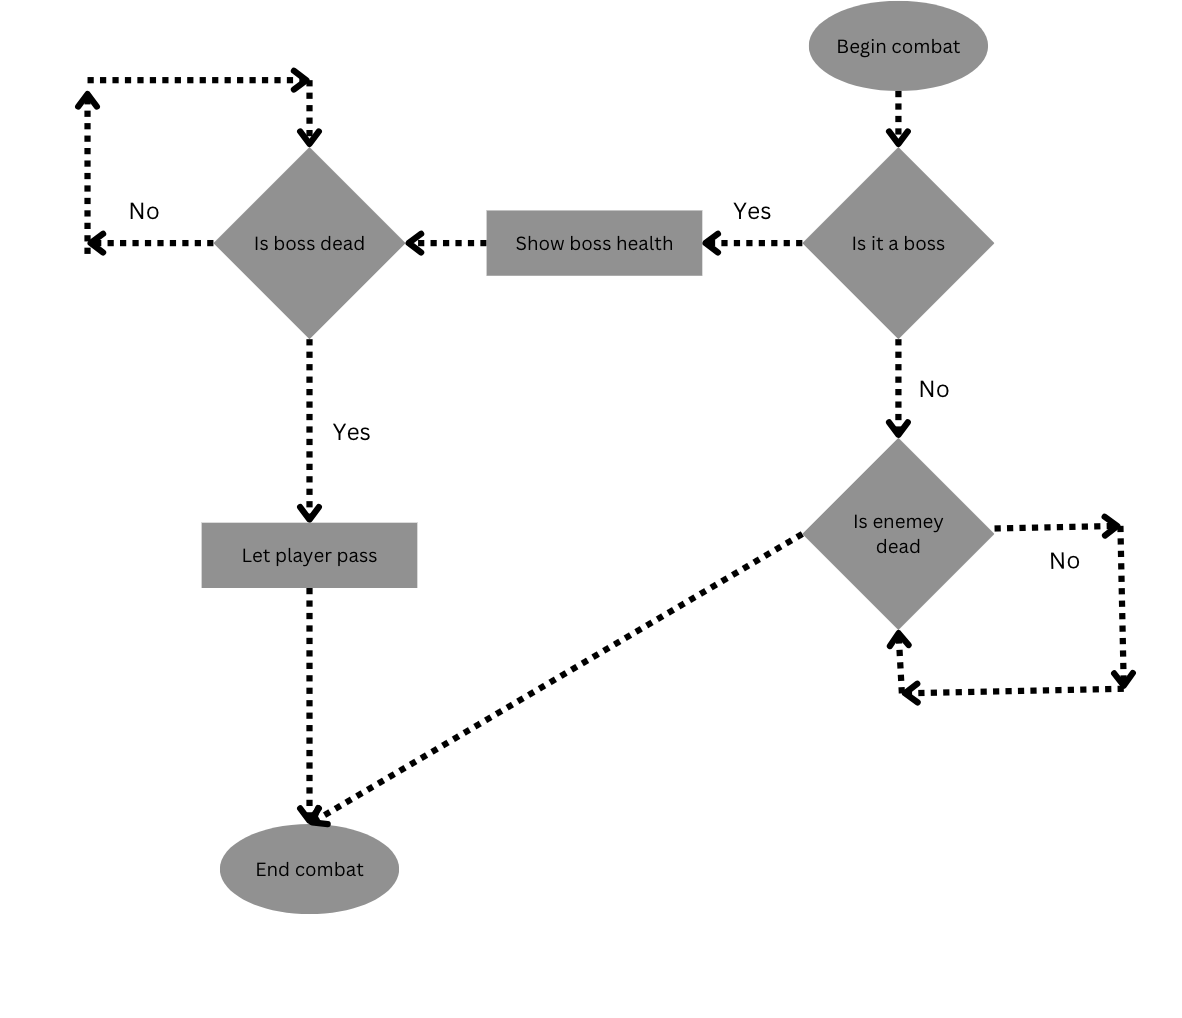 Begin combat
No
Yes
Is boss dead
Show boss health
Is it a boss
No
Yes
Is enemey
dead
Let player pass
No
End combat